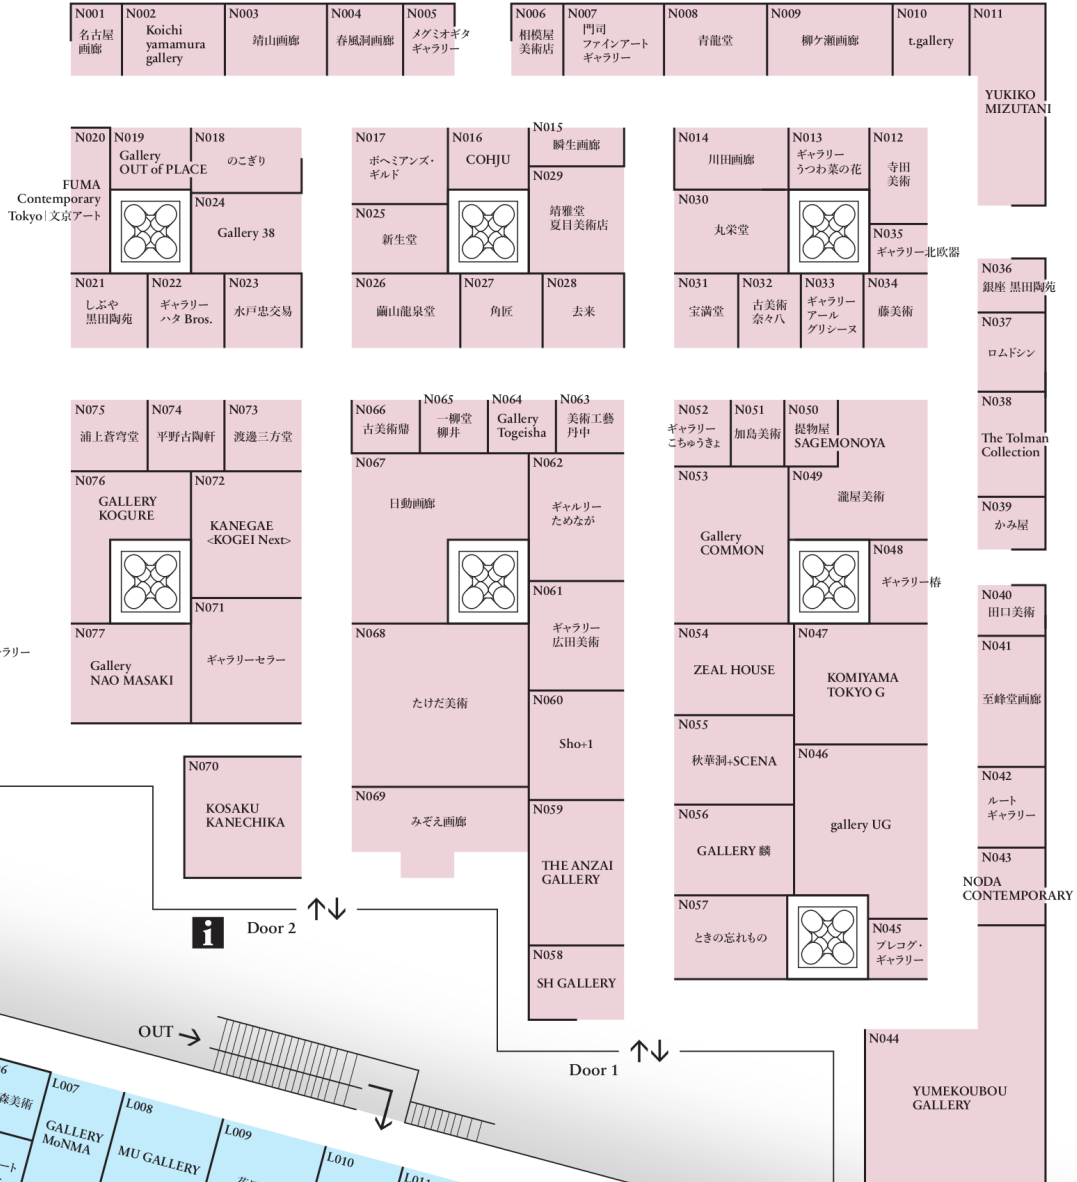 N001
名古屋
画廊
N002
Koichi
yamamura
gallery
N003
靖山画廊
N004
春風洞画廊
N005
メグミオギタ
ギャラリー
N006
相模屋
美術店
N007
門司
ファインアート
ギャラリー
N008
青龍堂
N009
柳ケ瀬画廊
N010
t.gallery
N011
YUKIKO
MIZUTANI
N020
FUMA
Contemporary
Tokyo|文京アート
N019
Gallery
OUT of PLACE
N018
のこぎり
N024
Gallery 38
N021
しぶや
黒田陶苑
N022
ギャラリー
ハタ Bros.
N023
水戸忠交易
N017
ボヘミアンズ・
ギルド
N016
COHJU
N015
瞬生画廊
N029
靖雅堂
夏目美術店
N025
新生堂
N026
繭山龍泉堂
N027
角匠
N028
去来
N014
川田画廊
N013
ギャラリー
うつわ菜の花
N012
寺田
美術
N030
丸栄堂
N035
ギャラリー北欧器
N031
宝満堂
N032
古美術
奈々八
N033
ギャラリー
アール
グリシーヌ
N034
藤美術
N036
銀座 黒田陶苑
N037
ロムドシン
N038
The Tolman
Collection
N039
かみ屋
N040
田口美術
N041
至峰堂画廊
N042
ルート
ギャラリー
N043
NODA
CONTEMPORARY
N044
YUMEKOUBOU
GALLERY
N075
浦上蒼穹堂
N074
平野古陶軒
N073
渡邊三方堂
N076
GALLERY
KOGURE
N072
KANEGAE
<KOGEI Next>
N071
ギャラリーセラー
N077
Gallery
NAO MASAKI
N070
KOSAKU
KANECHIKA
N066
古美術鼎
N065
一柳堂
柳井
N064
Gallery
Togeisha
N063
美術工藝
丹中
N067
日動画廊
N062
ギャルリー
ためなが
N061
ギャラリー
広田美術
N068
たけだ美術
N060
Sho+1
N069
みぞえ画廊
N059
THE ANZAI
GALLERY
N058
SH GALLERY
N052
ギャラリー
こちゅうきょ
N051
加島美術
N050
提物屋
SAGEMONOYA
N053
Gallery
COMMON
N049
瀧屋美術
N048
ギャラリー椿
N054
ZEAL HOUSE
N047
KOMIYAMA
TOKYO G
N055
秋華洞+SCENA
N046
gallery UG
N056
GALLERY 麟
N057
ときの忘れもの
N045
プレコグ・
ギャラリー
ラリー
i
Door 2
Door 1
OUT
6
森美術
ート
L007
GALLERY
MoNMA
L008
MU GALLERY
L009
L010
L011